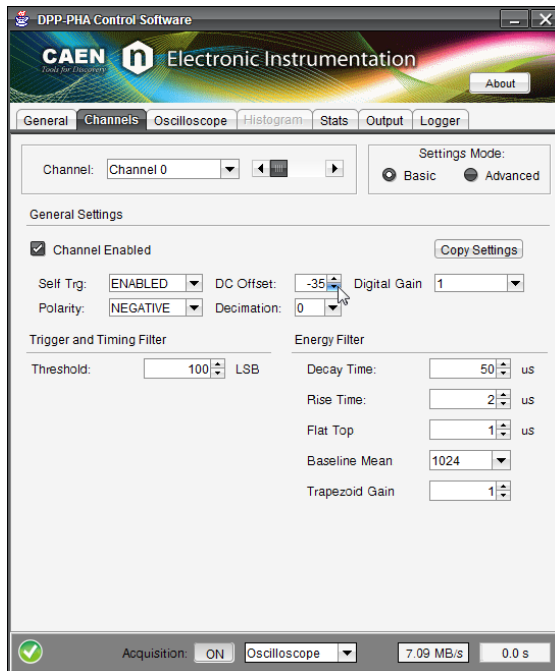 DPP-PHA Control Software
CAEN n Electronic Instrumentation
Tools for Discovery
About
General Channels Oscilloscope Histogram Stats Output Logger
Channel: Channel 0
Settings Mode:
Basic Advanced
General Settings
Channel Enabled
Copy Settings
Self Trg: ENABLED DC Offset: -35 Digital Gain 1
Polarity: NEGATIVE Decimation: 0
Trigger and Timing Filter
Threshold: 100 LSB
Energy Filter
Decay Time: 50 us
Rise Time: 2 us
Flat Top 1 us
Baseline Mean 1024
Trapezoid Gain 1
Acquisition: ON Oscilloscope 7.09 MB/s 0.0 s